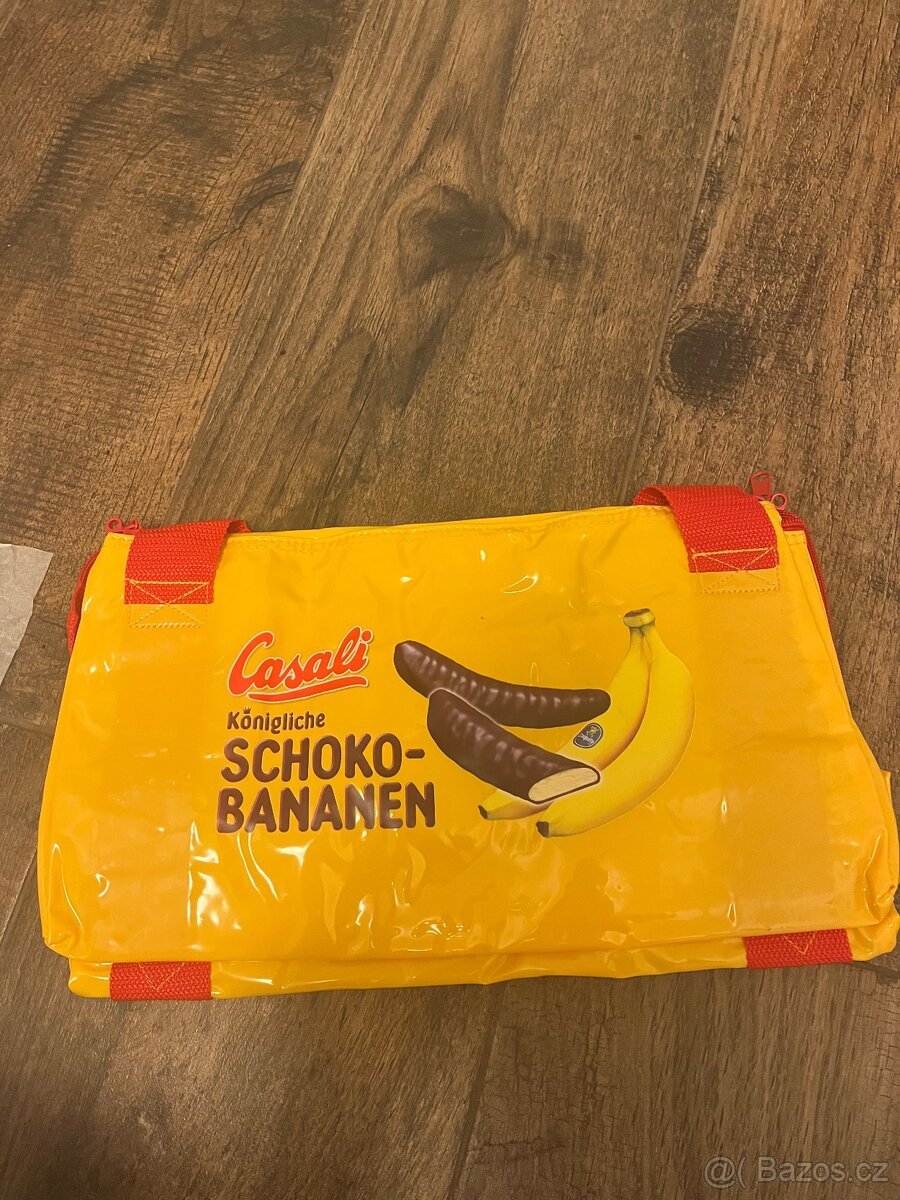 Casali
Königliche
SCHOKO-
BANANEN
@( Bazos.cz